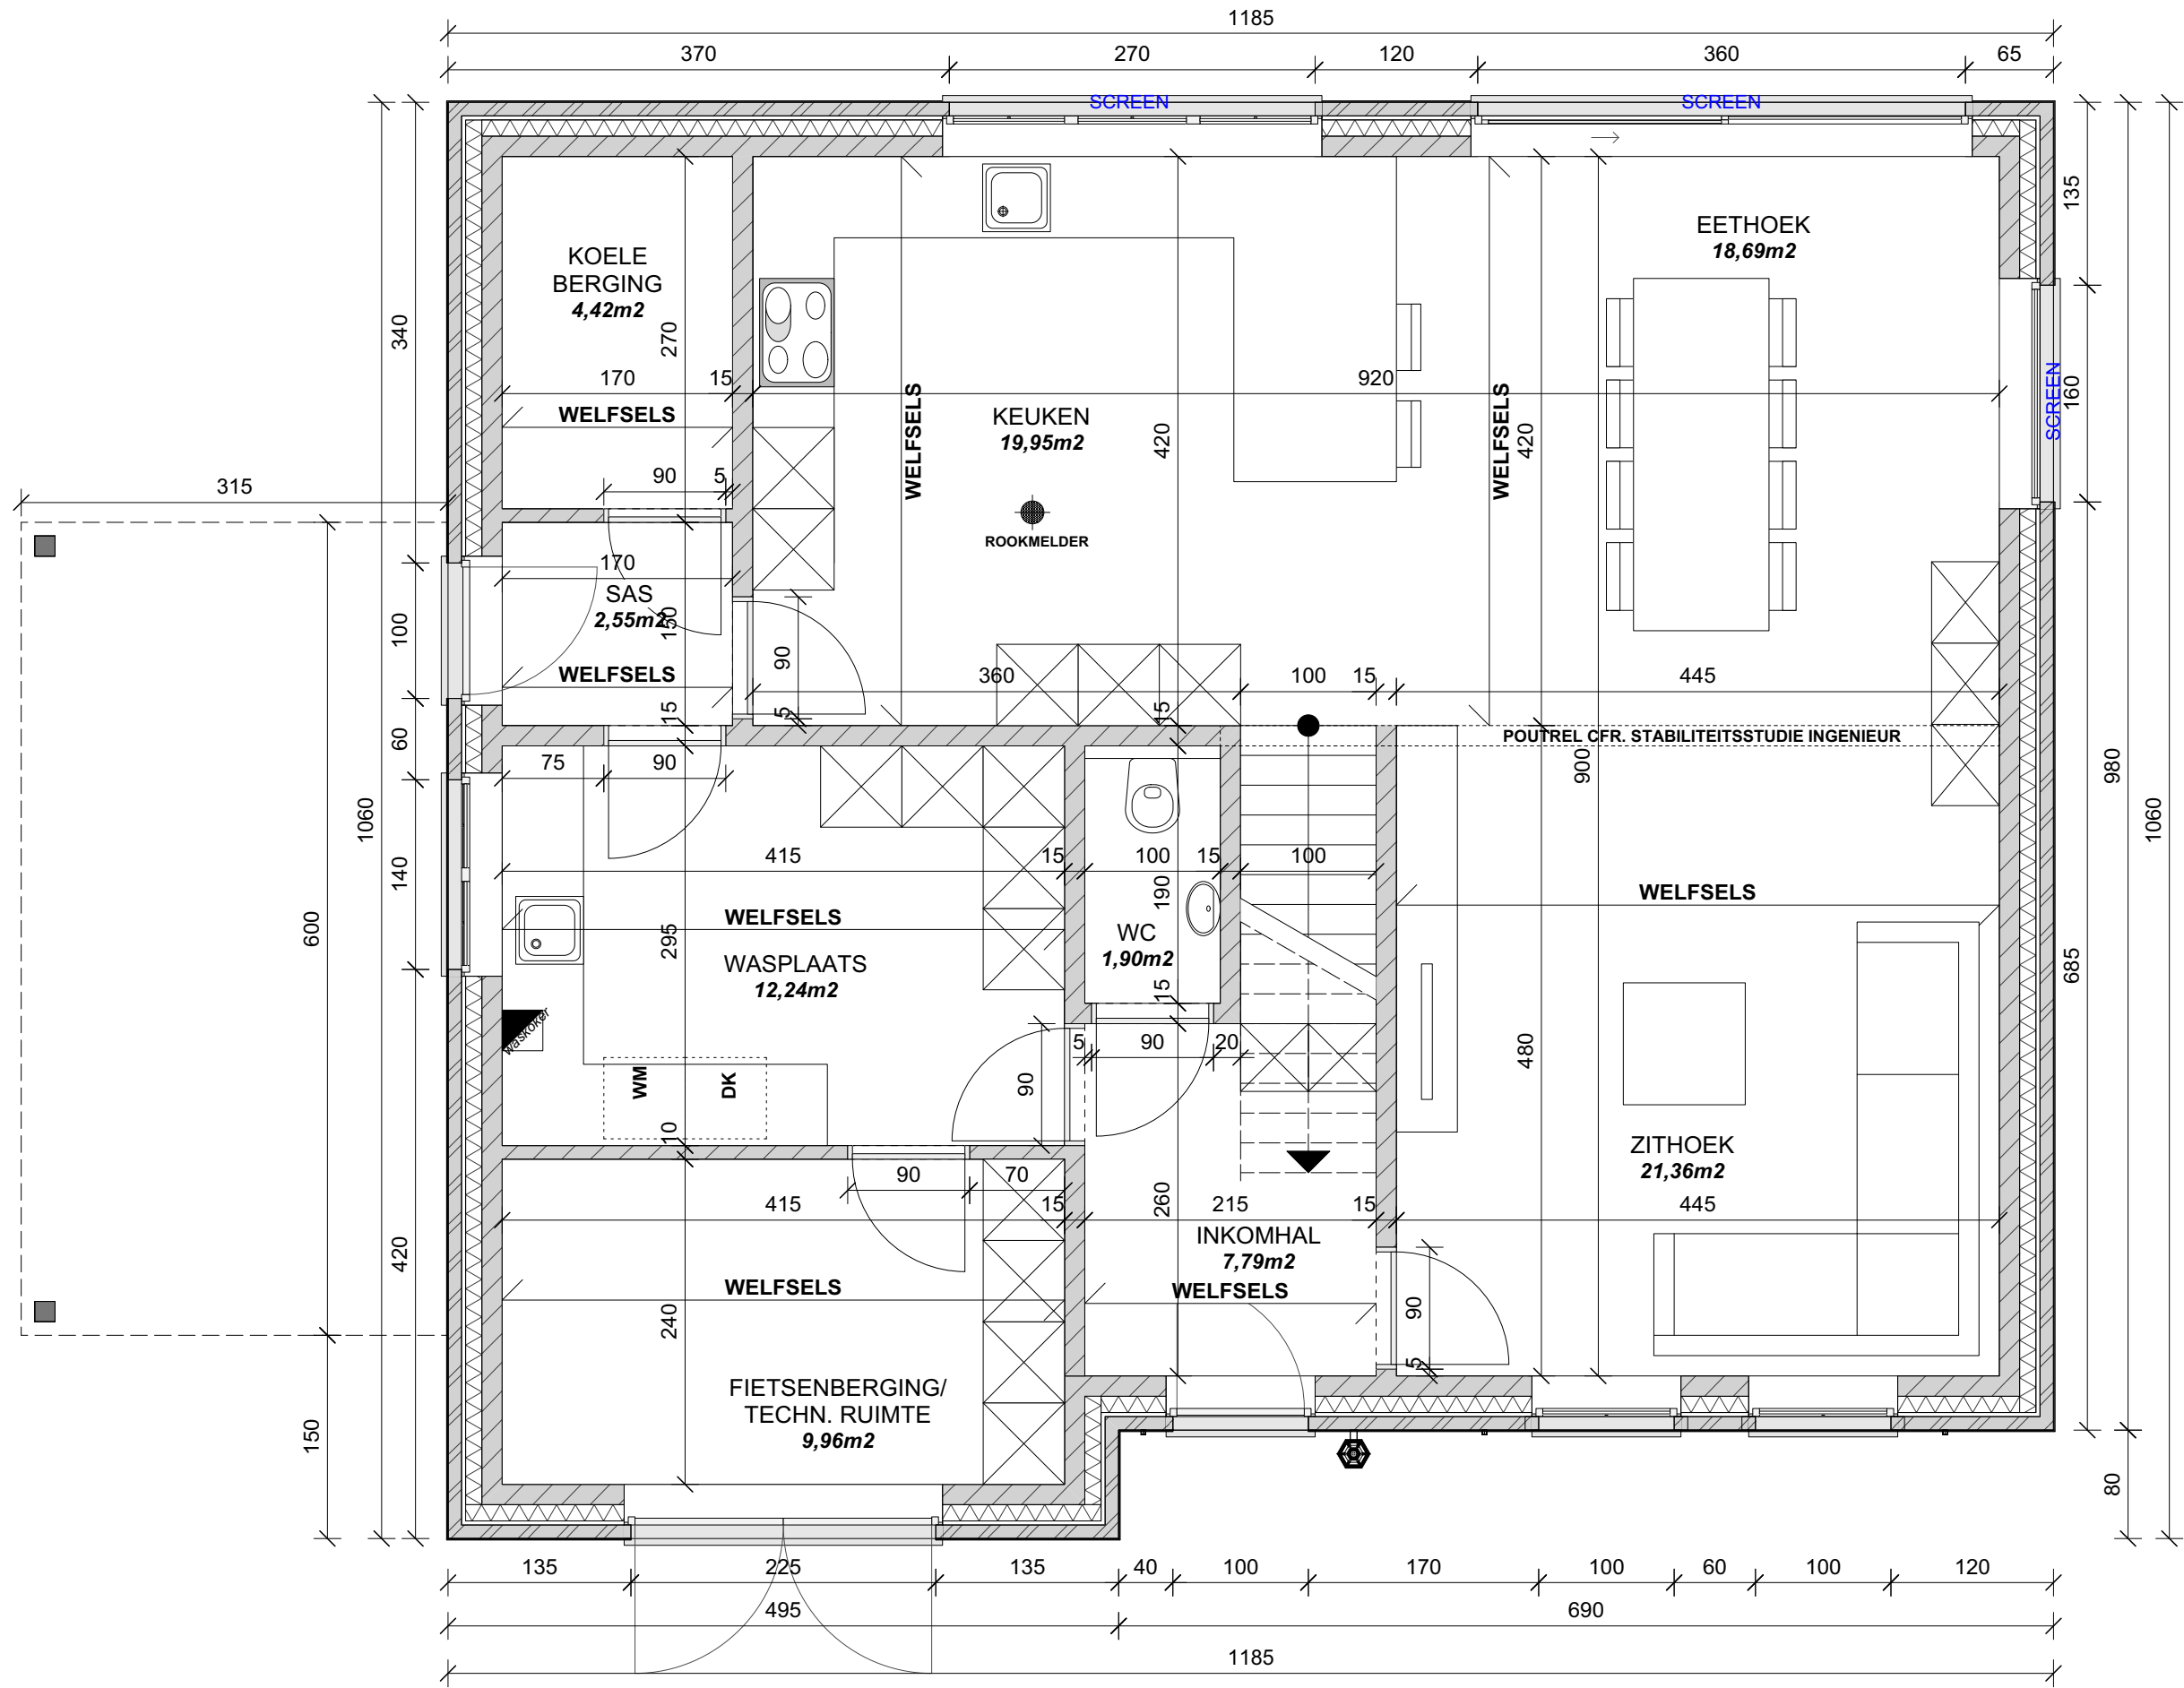 1185
370
270
120
360
65
SCREEN
SCREEN
135
EETHOEK
18,69m2
KOELE
BERGING
4,42m2
340
270
170
15
920
160
SCREEN
WELFSELS
WELFSELS
WELFSELS
KEUKEN
19,95m2
420
420
90
5
315
ROOKMELDER
170
SAS
2,55m2
150
100
WELFSELS
90
360
100
15
445
15
5
15
60
POUTREL CFR. STABILITEITSSTUDIE INGENIEUR
75
90
900
980
1060
1060
140
415
15
100
15
100
190
WELFSELS
WELFSELS
600
295
WC
1,90m2
WASPLAATS
12,24m2
685
15
waskoker
5
90
20
480
90
WM
DK
10
ZITHOEK
21,36m2
90
70
415
15
260
215
15
445
INKOMHAL
7,79m2
420
WELFSELS
WELFSELS
240
90
5
FIETSENBERGING/
TECHN. RUIMTE
9,96m2
150
80
135
225
135
40
100
170
100
60
100
120
495
690
1185